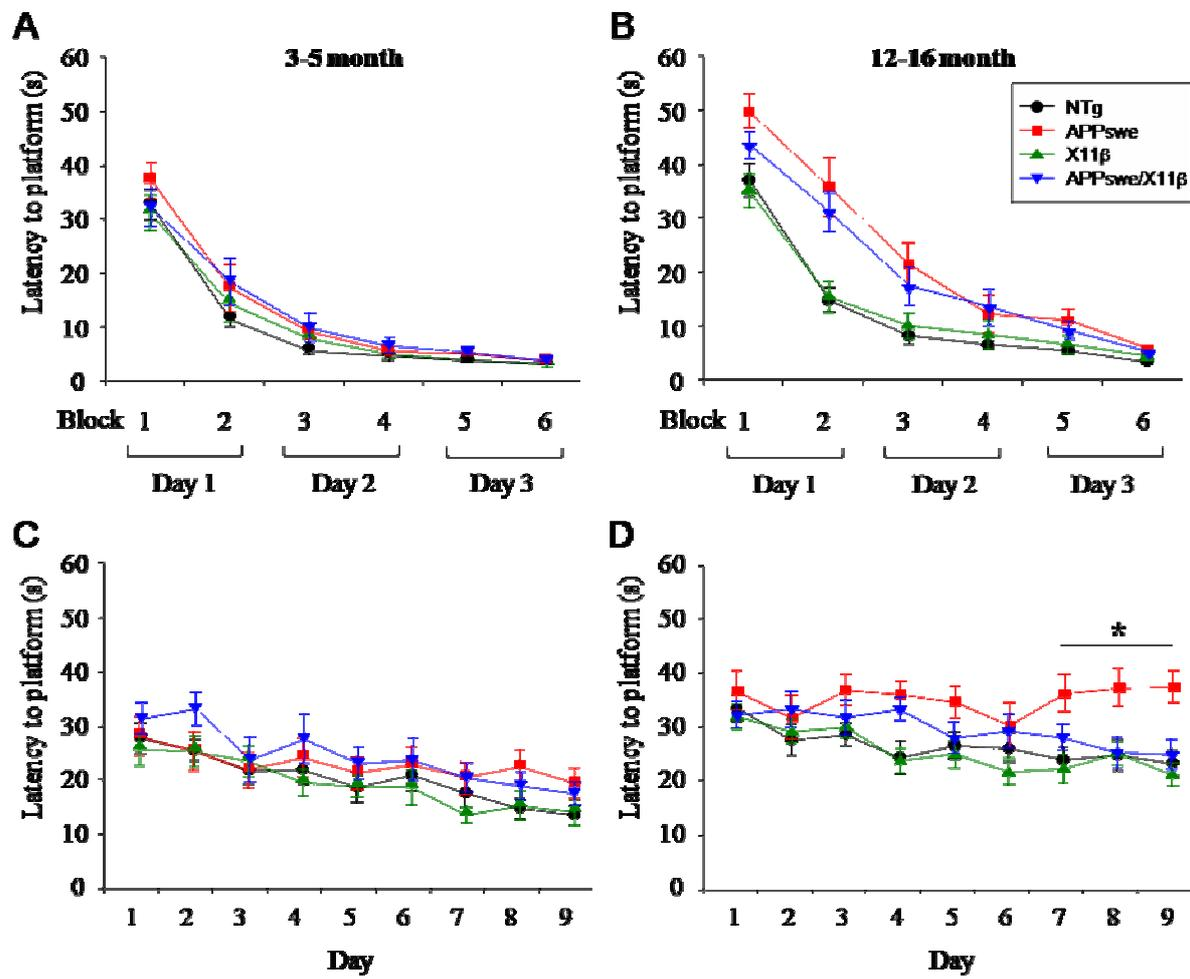 A
3-5 month
Latency to platform (s)
60
50
40
30
20
10
0
Block 1 2 3 4 5 6
Day 1 Day 2 Day 3
B
12-16 month
Latency to platform (s)
60
50
40
30
20
10
0
NTg
APPswe
X11β
APPswe/X11β
1 2 3 4 5 6
Day 1 Day 2 Day 3
C
Latency to platform (s)
60
50
40
30
20
10
0
1 2 3 4 5 6 7 8 9
Day
D
Latency to platform (s)
60
50
40
30
20
10
0
*
1 2 3 4 5 6 7 8 9
Day